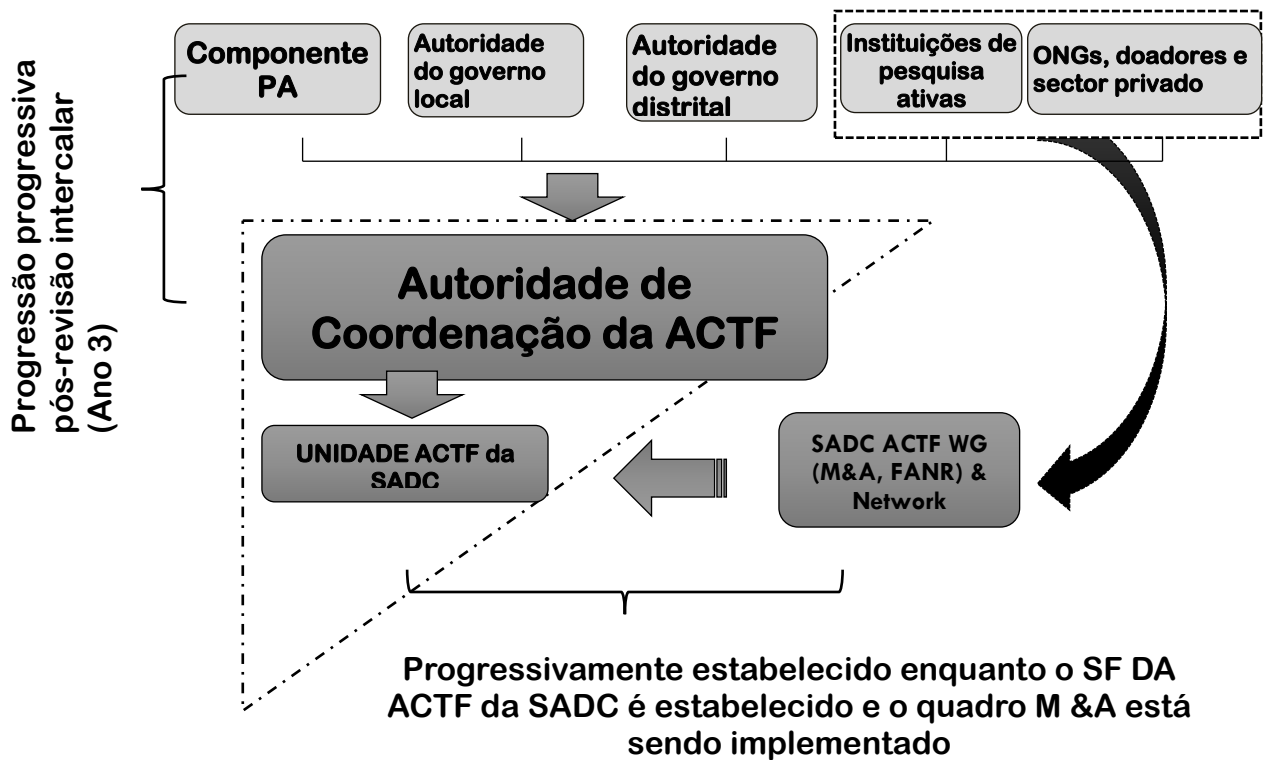 Componente
PA
Autoridade
do governo
local
Autoridade
do governo
distrital
Instituições de
pesquisa
ativas
ONGs, doadores e
sector privado
Progressão progressiva
pós-revisão intercalar
(Ano 3)
Autoridade de
Coordenação da ACTF
UNIDADE ACTF da
SADC
SADC ACTF WG
(M&A, FANR) &
Network
Progressivamente estabelecido enquanto o SF DA
ACTF da SADC é estabelecido e o quadro M &A está
sendo implementado